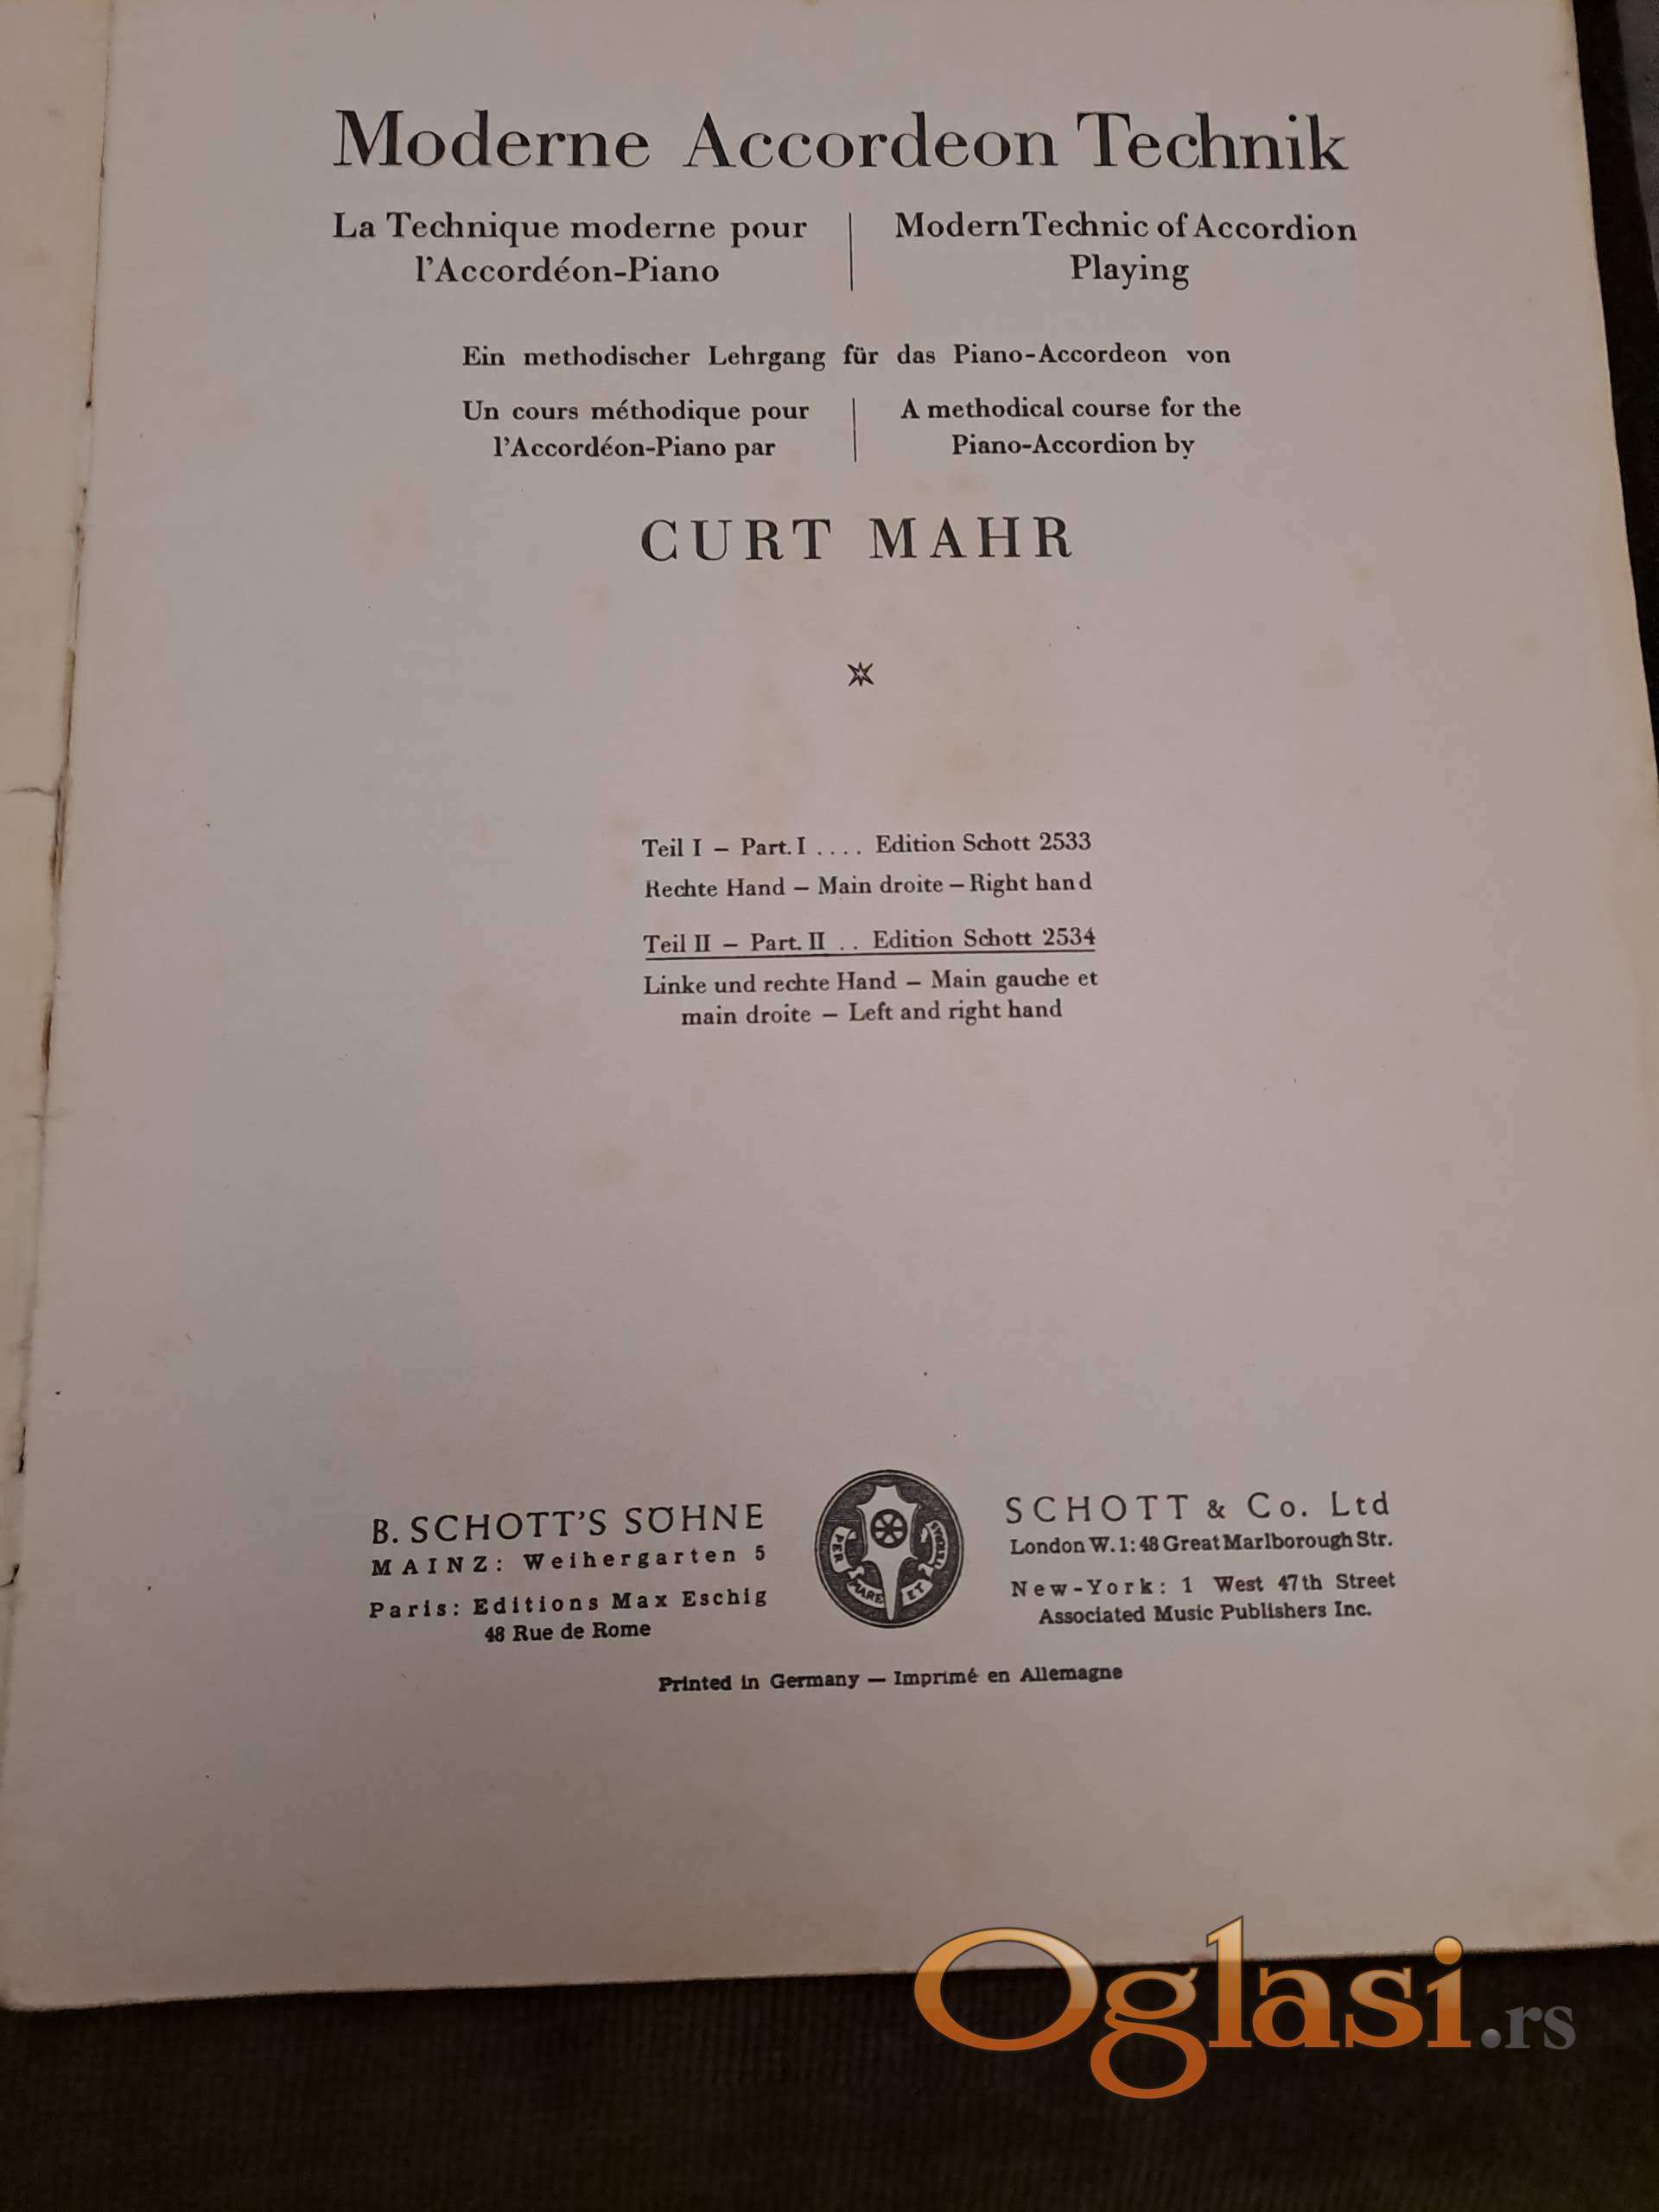 Moderne Accordeon Technik
La Technique moderne pour
l'Accordéon-Piano
Modern Technic of Accordion
Playing
Ein methodischer Lehrgang für das Piano-Accordeon von
Un cours méthodique pour
l'Accordéon-Piano par
A methodical course for the
Piano-Accordion by
CURT MAHR
Teil I – Part. I .... Edition Schott 2533
Rechte Hand – Main droite – Right hand
Teil II – Part. II .. Edition Schott 2534
Linke und rechte Hand – Main gauche et
main droite – Left and right hand
B. SCHOTT'S SÖHNE
MAINZ: Weihergarten 5
Paris: Editions Max Eschig
48 Rue de Rome
PER MARE ET
SCHOTT & Co. Ltd
London W. 1: 48 Great Marlborough Str.
New-York: 1 West 47th Street
Associated Music Publishers Inc.
Printed in Germany — Imprimé en Allemagne
Oglasi.rs